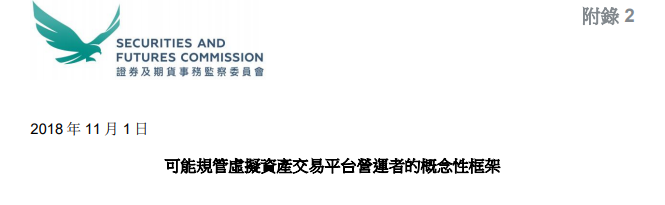 附錄 2
SECURITIES AND
FUTURES COMMISSION
證券及期貨事務監察委員會
2018 年 11 月 1 日
可能規管虛擬資產交易平台營運者的概念性框架